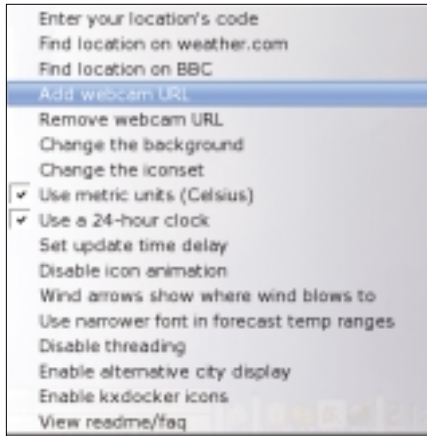 Enter your location's code
Find location on weather.com
Find location on BBC
Add webcam URL
Remove webcam URL
Change the background
Change the iconset
Use metric units (Celsius)
Use a 24-hour clock
Set update time delay
Disable icon animation
Wind arrows show where wind blows to
Use narrower font in forecast temp ranges
Disable threading
Enable alternative city display
Enable kxdocker icons
View readme/faq